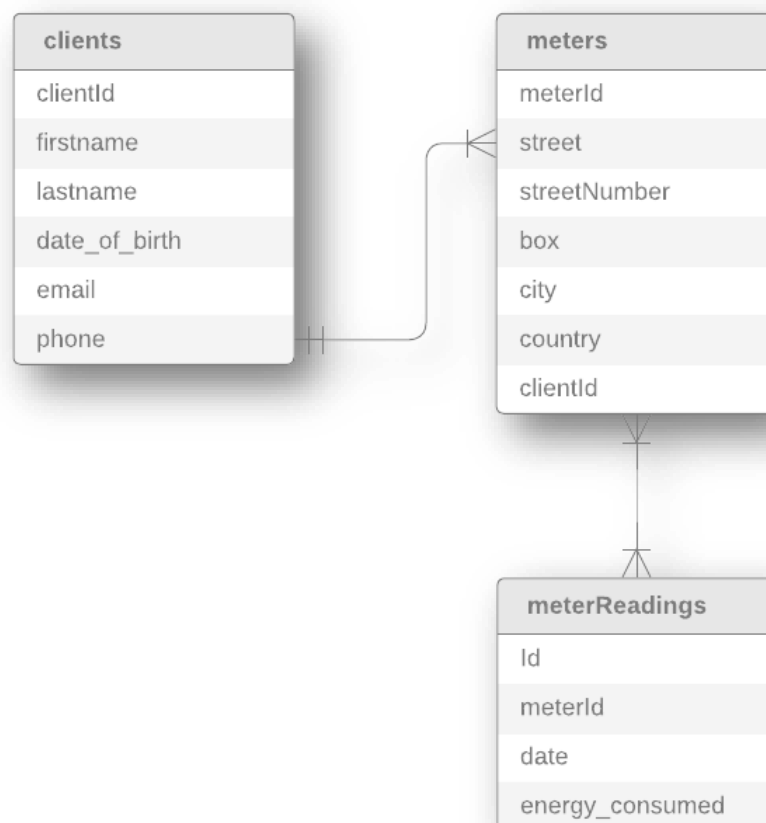 clients
clientId
firstname
lastname
date_of_birth
email
phone
meters
meterId
street
streetNumber
box
city
country
clientId
meterReadings
Id
meterId
date
energy_consumed